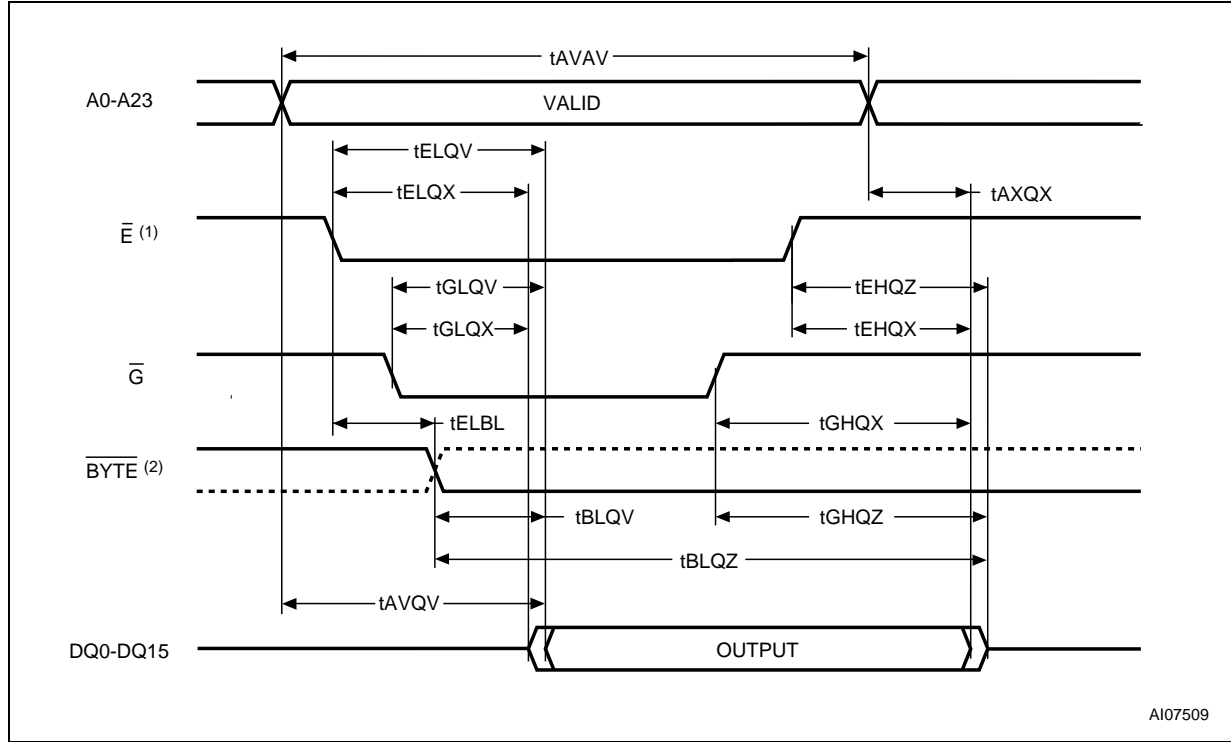 tAVAV
A0-A23
VALID
tELQV
tELQX
tAXQX
E̅ (1)
tGLQV
tEHQZ
tGLQX
tEHQX
G̅
tELBL
tGHQX
B̅Y̅T̅E̅ (2)
tBLQV
tGHQZ
tBLQZ
tAVQV
DQ0-DQ15
OUTPUT
AI07509